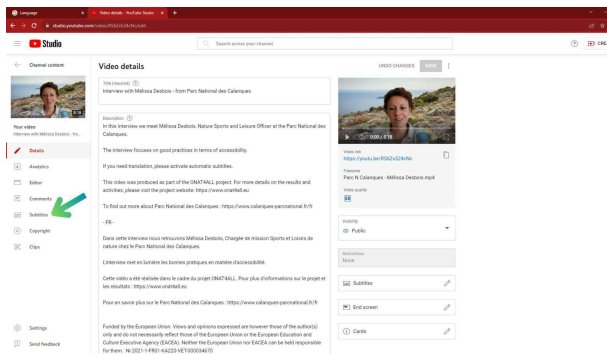 Language
Video details - YouTube Studio
studio.youtube.com/video/RS6Zs524cNc/edit
Studio
Search across your channel
CRE
Channel content
Video details
UNDO CHANGES
SAVE
Title (required)
Interview with Mélissa Desbois - from Parc National des Calanques
8:18
Your video
Interview with Mélissa Desbois - fro...
Details
Analytics
Editor
Comments
Subtitles
Copyright
Clips
Settings
Send feedback
Description
In this interview we meet Mélissa Desbois, Nature Sports and Leisure Officer at the Parc National des
Calanques.
The interview focuses on good practices in terms of accessibility.
If you need translation, please activate automatic subtitles.
This video was produced as part of the ONAT4ALL project. For more details on the results and
activities, please visit the project website: https://www.onat4all.eu
To find out more about Parc National des Calanques : https://www.calanques-parcnational.fr/fr
- FR -
Dans cette interview nous retrouvons Mélissa Desbois, Chargée de mission Sports et Loisirs de
nature chez le Parc National des Calanques.
L'interview met en lumière les bonnes pratiques en matière d'accessibilité.
Cette vidéo a été réalisée dans le cadre du projet ONAT4ALL. Pour plus d'informations sur le projet et
les résultats : https://www.onat4all.eu
Pour en savoir plus sur le Parc National des Calanques : https://www.calanques-parcnational.fr/fr
Funded by the European Union. Views and opinions expressed are however those of the author(s)
only and do not necessarily reflect those of the European Union or the European Education and
Culture Executive Agency (EACEA). Neither the European Union nor EACEA can be held responsible
for them. Nr.2021-1-FR01-KA220-VET-000034670
0:00 / 8:18
Video link
https://youtu.be/RS6Zs524cNc
Filename
Parc N Calanques - Mélissa Desbois.mp4
Video quality
Visibility
Public
Restrictions
None
Subtitles
End screen
Cards